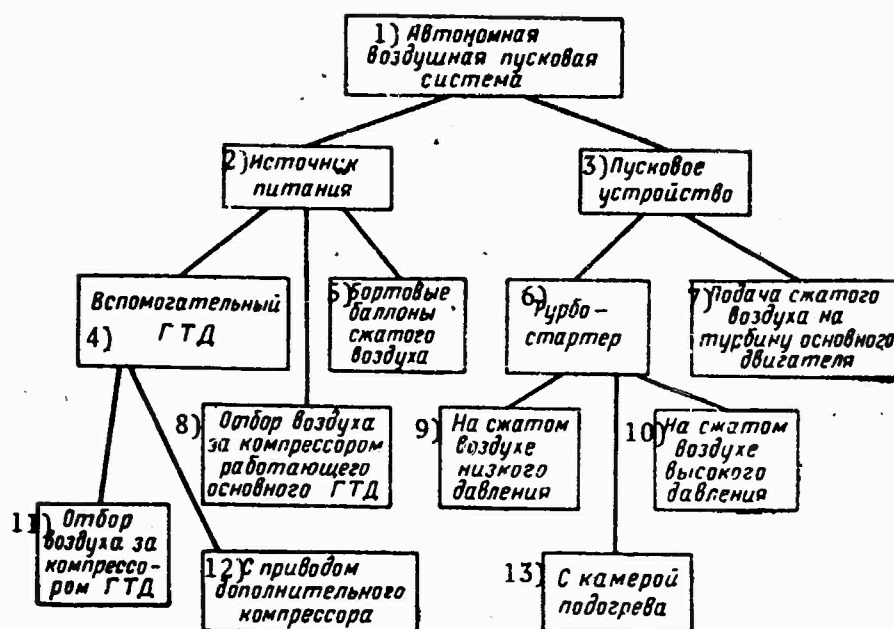 1) Автономная
воздушная пусковая
система
2) Источник
питания
3) Пусковое
устройство
Вспомогательный
4) ГТД
5) Бортовые
баллоны
сжатого
воздуха
6) Турбо-
стартер
7) Подача сжатого
воздуха на
турбину основного
двигателя
8) Отбор воздуха
за компрессором
работающего
основного ГТД
9) На сжатом
воздухе
низкого
давления
10) На сжатом
воздухе
высокого
давления
11) Отбор
воздуха за
компрессо-
ром ГТД
12) С приводом
дополнительного
компрессора
13) С камерой
подогрева